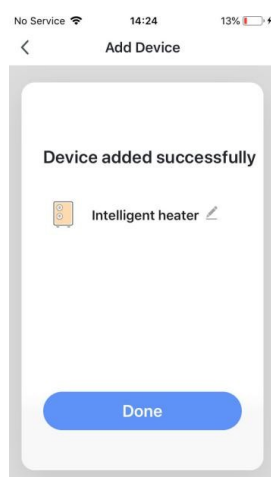 No Service 14:24 13%
Add Device
Device added successfully
Intelligent heater
Done